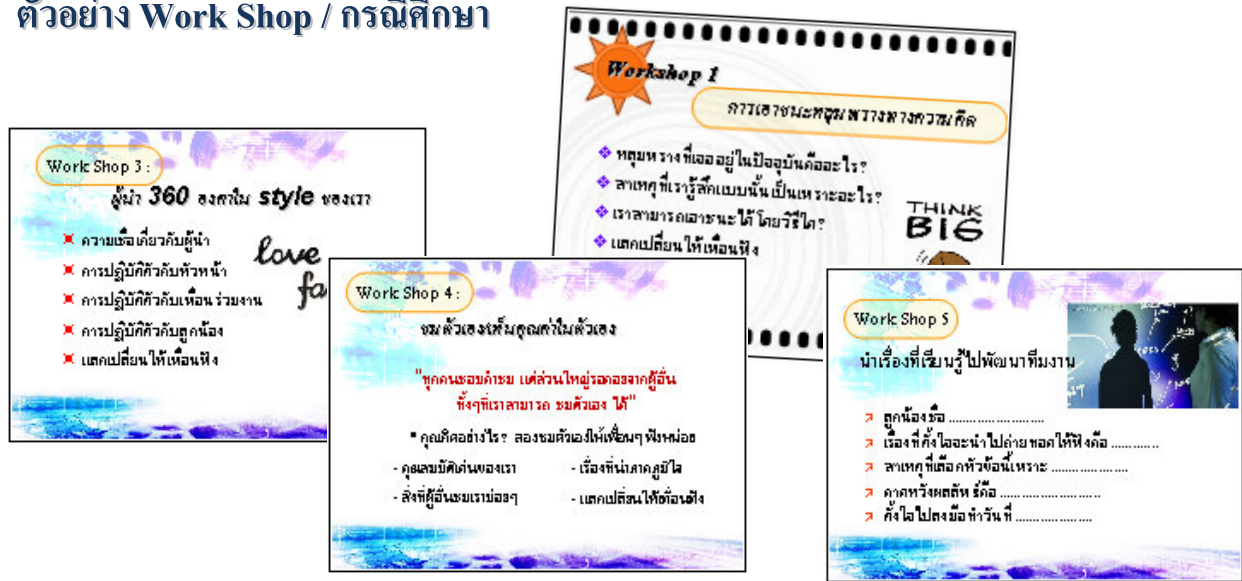 ตัวอย่าง Work Shop / กรณีศึกษา
Workshop 1
การเอาชนะหลุมพรางทางความคิด
หลุมพรางที่เจออยู่ในปัจจุบันคืออะไร?
สาเหตุที่เรารู้สึกแบบนั้นเป็นเพราะอะไร?
เราสามารถเอาชนะได้โดยวิธีใด?
แลกเปลี่ยนให้เพื่อนฟัง
THINK
BIG
Work Shop 3 :
ผู้นำ 360 องศาใน style ของเรา
ความเชื่อเกี่ยวกับผู้นำ
การปฏิบัติตัวกับหัวหน้า
การปฏิบัติตัวกับเพื่อนร่วมงาน
การปฏิบัติตัวกับลูกน้อง
แลกเปลี่ยนให้เพื่อนฟัง
love
fa
Work Shop 4 :
ชมตัวเอง:เห็นคุณค่าในตัวเอง
"ทุกคนชอบคำชม แต่ส่วนใหญ่รอคอยจากผู้อื่น
ทั้งๆที่เราสามารถ ชมตัวเอง ได้"
คุณคิดอย่างไร? ลองชมตัวเองให้เพื่อนๆ ฟังหน่อย
- คุณสมบัติเด่นของเรา - เรื่องที่น่าภาคภูมิใจ
- สิ่งที่ผู้อื่นชมเราบ่อยๆ - แลกเปลี่ยนให้เพื่อนฟัง
Work Shop 5
นำเรื่องที่เรียนรู้ไปพัฒนาทีมงาน
ลูกน้องชื่อ ........................
เรื่องที่ตั้งใจจะนำไปถ่ายทอดให้ฟังคือ ............
สาเหตุที่เลือกหัวข้อนี้เพราะ ....................
คาดหวังผลลัพธ์คือ ..........................
ตั้งใจไปลงมือทำวันที่ ....................